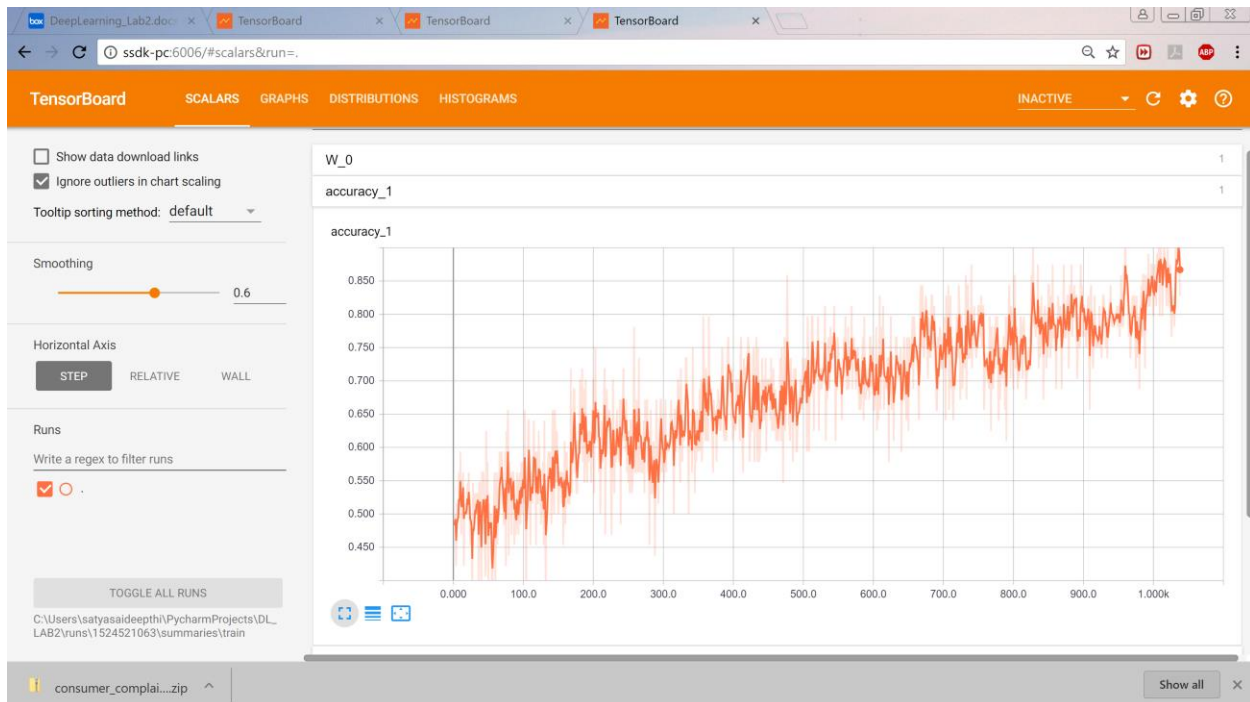 box DeepLearning_Lab2.doc TensorBoard TensorBoard TensorBoard
ssdk-pc:6006/#scalars&run=. ABP
TensorBoard SCALARS GRAPHS DISTRIBUTIONS HISTOGRAMS INACTIVE
Show data download links
Ignore outliers in chart scaling
Tooltip sorting method: default
Smoothing
0.6
Horizontal Axis
STEP RELATIVE WALL
Runs
Write a regex to filter runs
.
TOGGLE ALL RUNS
C:\Users\satyasaideepthi\PycharmProjects\DL_
LAB2\runs\1524521063\summaries\train
W_0 1
accuracy_1 1
accuracy_1
0.850
0.800
0.750
0.700
0.650
0.600
0.550
0.500
0.450
0.000 100.0 200.0 300.0 400.0 500.0 600.0 700.0 800.0 900.0 1.000k
consumer_complai....zip Show all